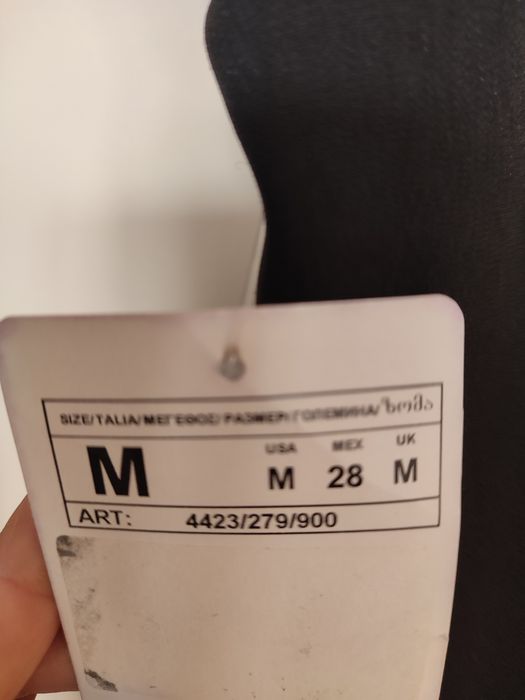 SIZE/TALIA/ΜΕΓΕΘΟΣ/РАЗМЕР/ГОЛЕМИНА/ზომა
USA MEX UK
M M 28 M
ART: 4423/279/900